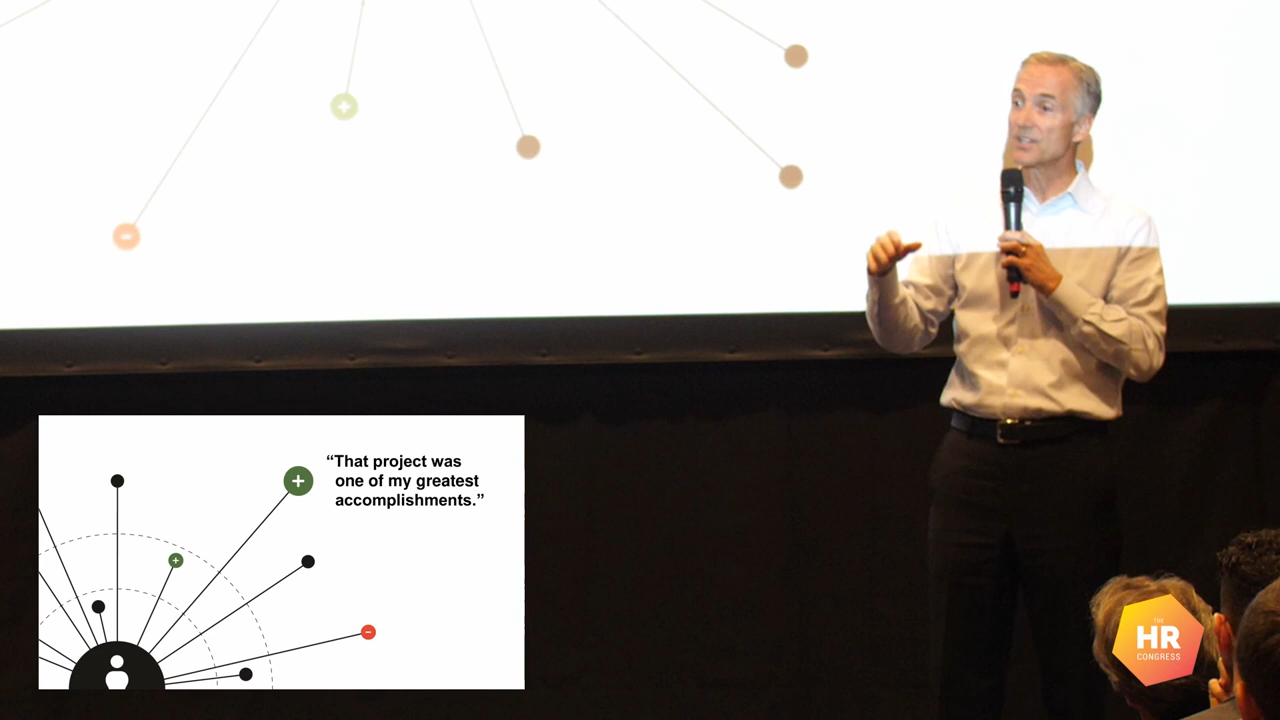 “That project was
one of my greatest
accomplishments.”
THE
HR
CONGRESS